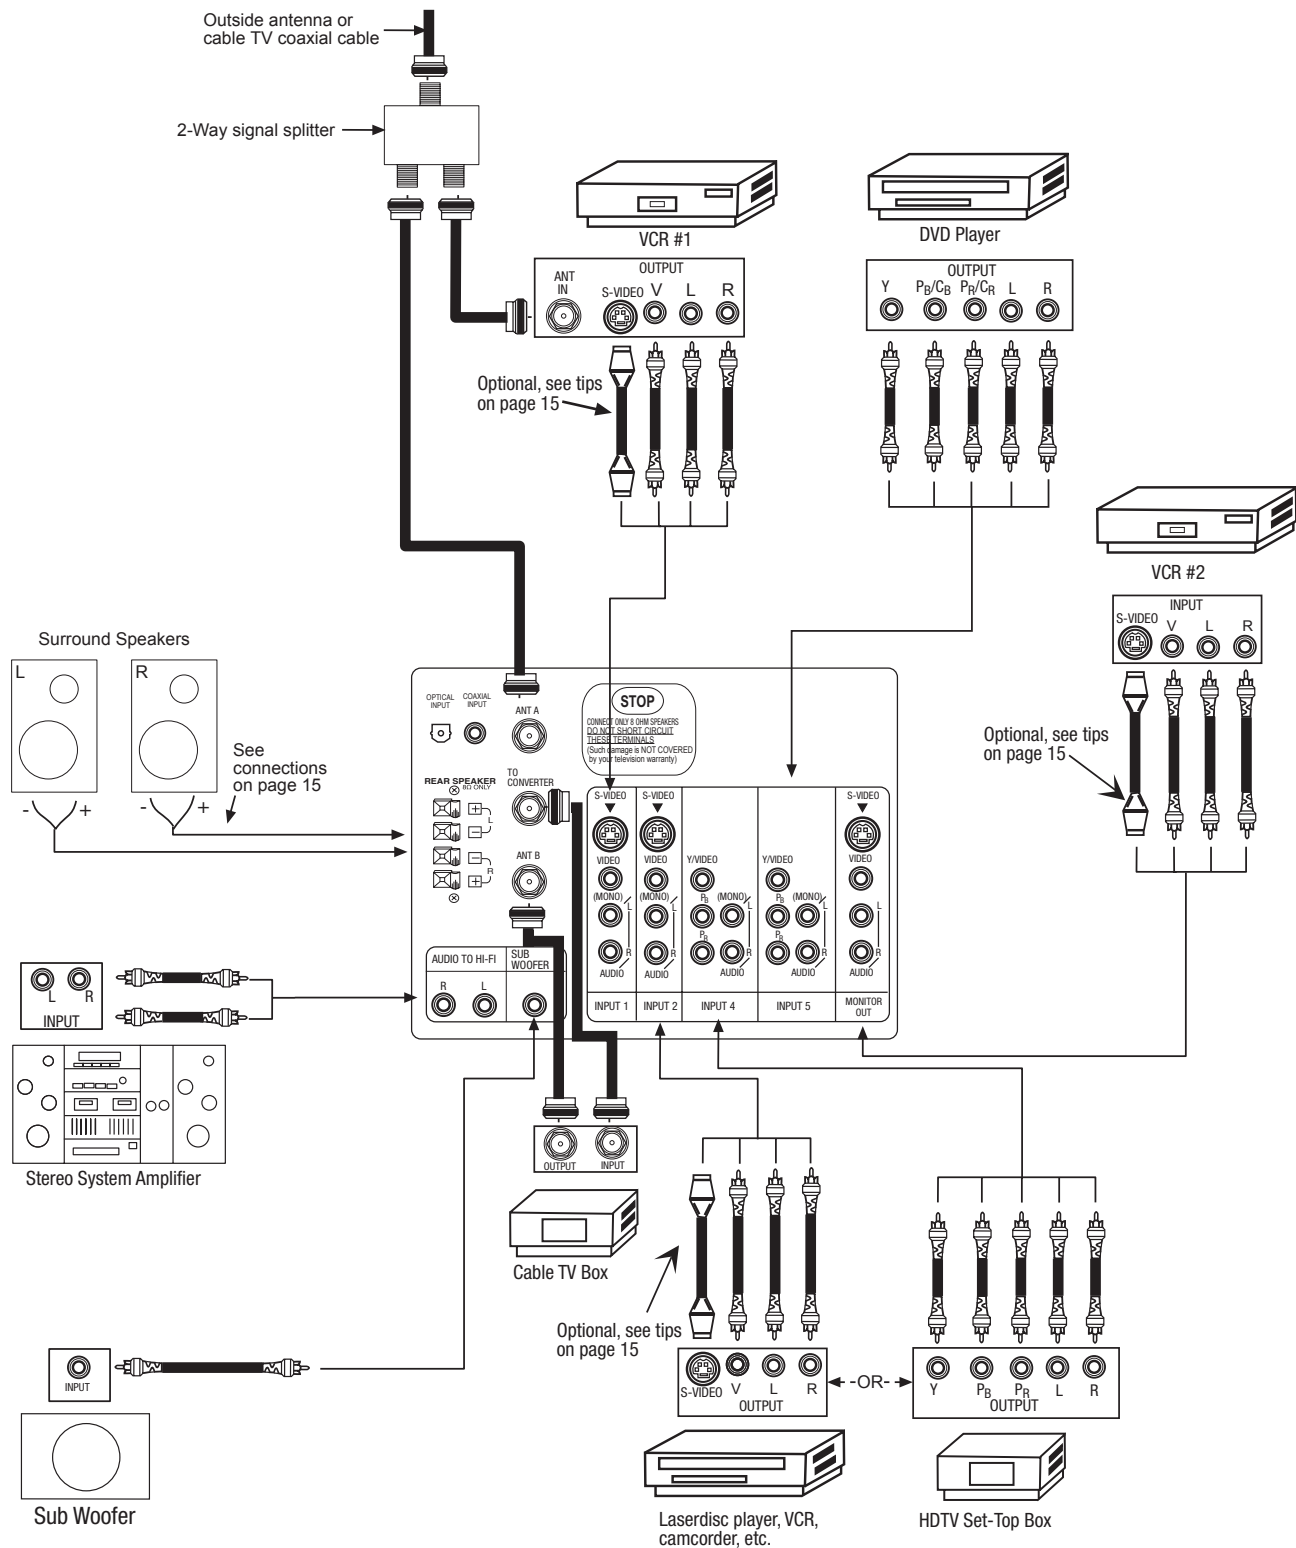 Outside antenna or
cable TV coaxial cable
2-Way signal splitter
VCR #1
OUTPUT
ANT
IN
S-VIDEO V L R
DVD Player
OUTPUT
Y PB/CB PR/CR L R
Optional, see tips
on page 15
VCR #2
INPUT
S-VIDEO V L R
Optional, see tips
on page 15
Surround Speakers
L R
- + - +
See
connections
on page 15
OPTICAL
INPUT
COAXIAL
INPUT
ANT A
STOP
CONNECT ONLY 8 OHM SPEAKERS
DO NOT SHORT CIRCUIT
THESE TERMINALS
(Such damage is NOT COVERED
by your television warranty)
REAR SPEAKER
8Ω ONLY
+
-
L
-
+
R
TO
CONVERTER
ANT B
S-VIDEO
VIDEO
(MONO)
L
R
AUDIO
INPUT 1
S-VIDEO
VIDEO
(MONO)
L
R
AUDIO
INPUT 2
Y/VIDEO
PB (MONO)
L
PB
R
AUDIO
INPUT 4
Y/VIDEO
PB (MONO)
L
PB
R
AUDIO
INPUT 5
S-VIDEO
VIDEO
L
R
AUDIO
MONITOR
OUT
AUDIO TO HI-FI
R L
SUB
WOOFER
L R
INPUT
Stereo System Amplifier
OUTPUT INPUT
Cable TV Box
INPUT
Sub Woofer
Optional, see tips
on page 15
S-VIDEO V L R
OUTPUT
-OR-
Y PB PR L R
OUTPUT
Laserdisc player, VCR,
camcorder, etc.
HDTV Set-Top Box